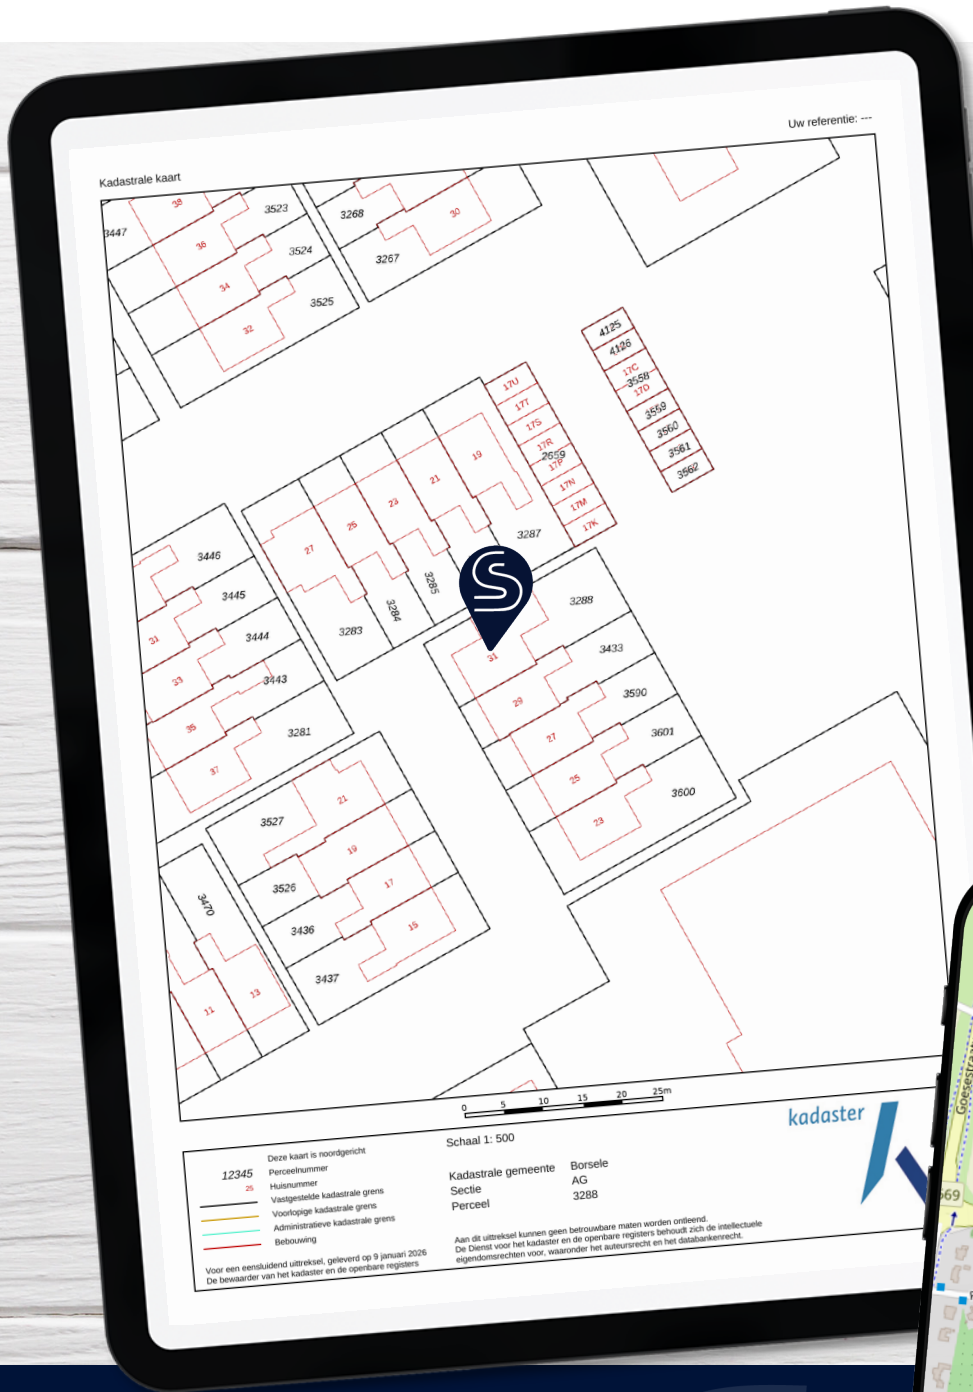 Uw referentie: ---
Kadastrale kaart
38
3523
3447
36
3268
30
3524
3267
34
3525
32
4125
4126
17C
3558
17D
3559
3560
3561
3562
17U
17T
17S
17R
2659
17P
17N
17M
17K
19
21
23
25
27
3287
3285
3284
3283
3446
3445
31
3444
33
3443
35
3281
37
S
3288
31
3433
29
3590
27
3601
25
3600
23
3527
21
19
3526
17
3436
15
3437
3470
13
11
0 5 10 15 20 25m
Schaal 1: 500
kadaster
Deze kaart is noordgericht
12345 Perceelnummer
25 Huisnummer
Vastgestelde kadastrale grens
Voorlopige kadastrale grens
Administratieve kadastrale grens
Bebouwing
Kadastrale gemeente Borsele
Sectie AG
Perceel 3288
Voor een eensluidend uittreksel, geleverd op 9 januari 2026
De bewaarder van het kadaster en de openbare registers
Aan dit uittreksel kunnen geen betrouwbare maten worden ontleend.
De Dienst voor het kadaster en de openbare registers behoudt zich de intellectuele
eigendomsrechten voor, waaronder het auteursrecht en het databankenrecht.
Goesestraat
669